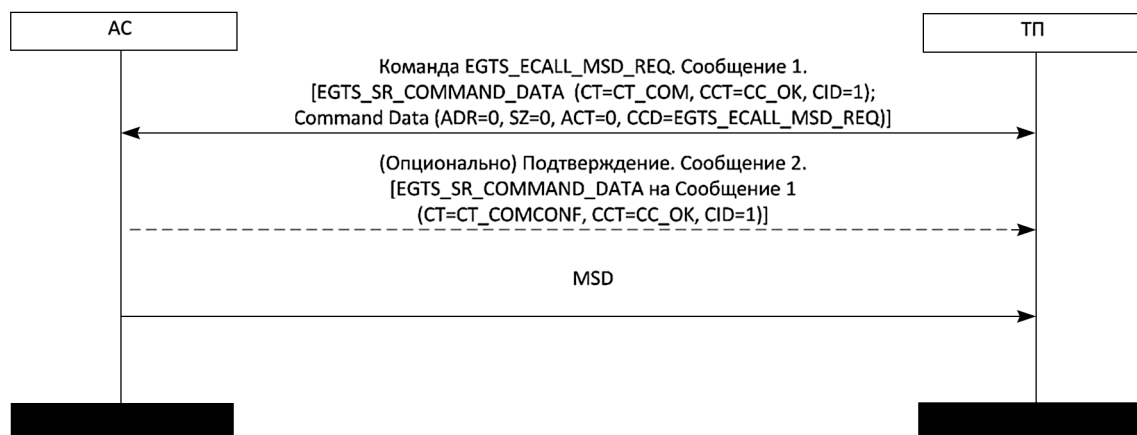 АС
ТП
Команда EGTS_ECALL_MSD_REQ. Сообщение 1.
[EGTS_SR_COMMAND_DATA (CT=CT_COM, CCT=CC_OK, CID=1);
Command Data (ADR=0, SZ=0, ACT=0, CCD=EGTS_ECALL_MSD_REQ)]
(Опционально) Подтверждение. Сообщение 2.
[EGTS_SR_COMMAND_DATA на Сообщение 1
(CT=CT_COMCONF, CCT=CC_OK, CID=1)]
MSD